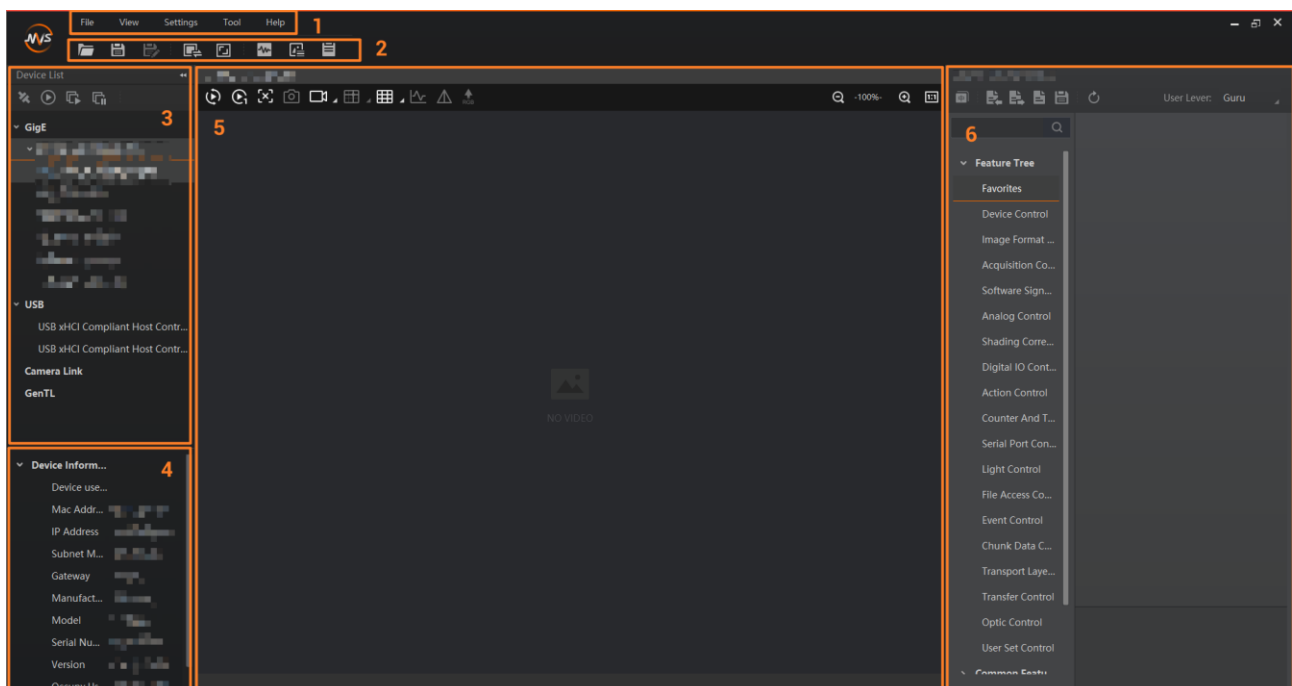 File View Settings Tool Help
1
MVS
2
Device List
3
GigE
USB
USB xHCI Compliant Host Contr...
USB xHCI Compliant Host Contr...
Camera Link
GenTL
4
Device Inform...
Device use...
Mac Addr...
IP Address
Subnet M...
Gateway
Manufact...
Model
Serial Nu...
Version
5
-100%-
1:1
NO VIDEO
User Lever: Guru
6
Feature Tree
Favorites
Device Control
Image Format ...
Acquisition Co...
Software Sign...
Analog Control
Shading Corre...
Digital IO Cont...
Action Control
Counter And T...
Serial Port Con...
Light Control
File Access Co...
Event Control
Chunk Data C...
Transport Laye...
Transfer Control
Optic Control
User Set Control
Common Featu...